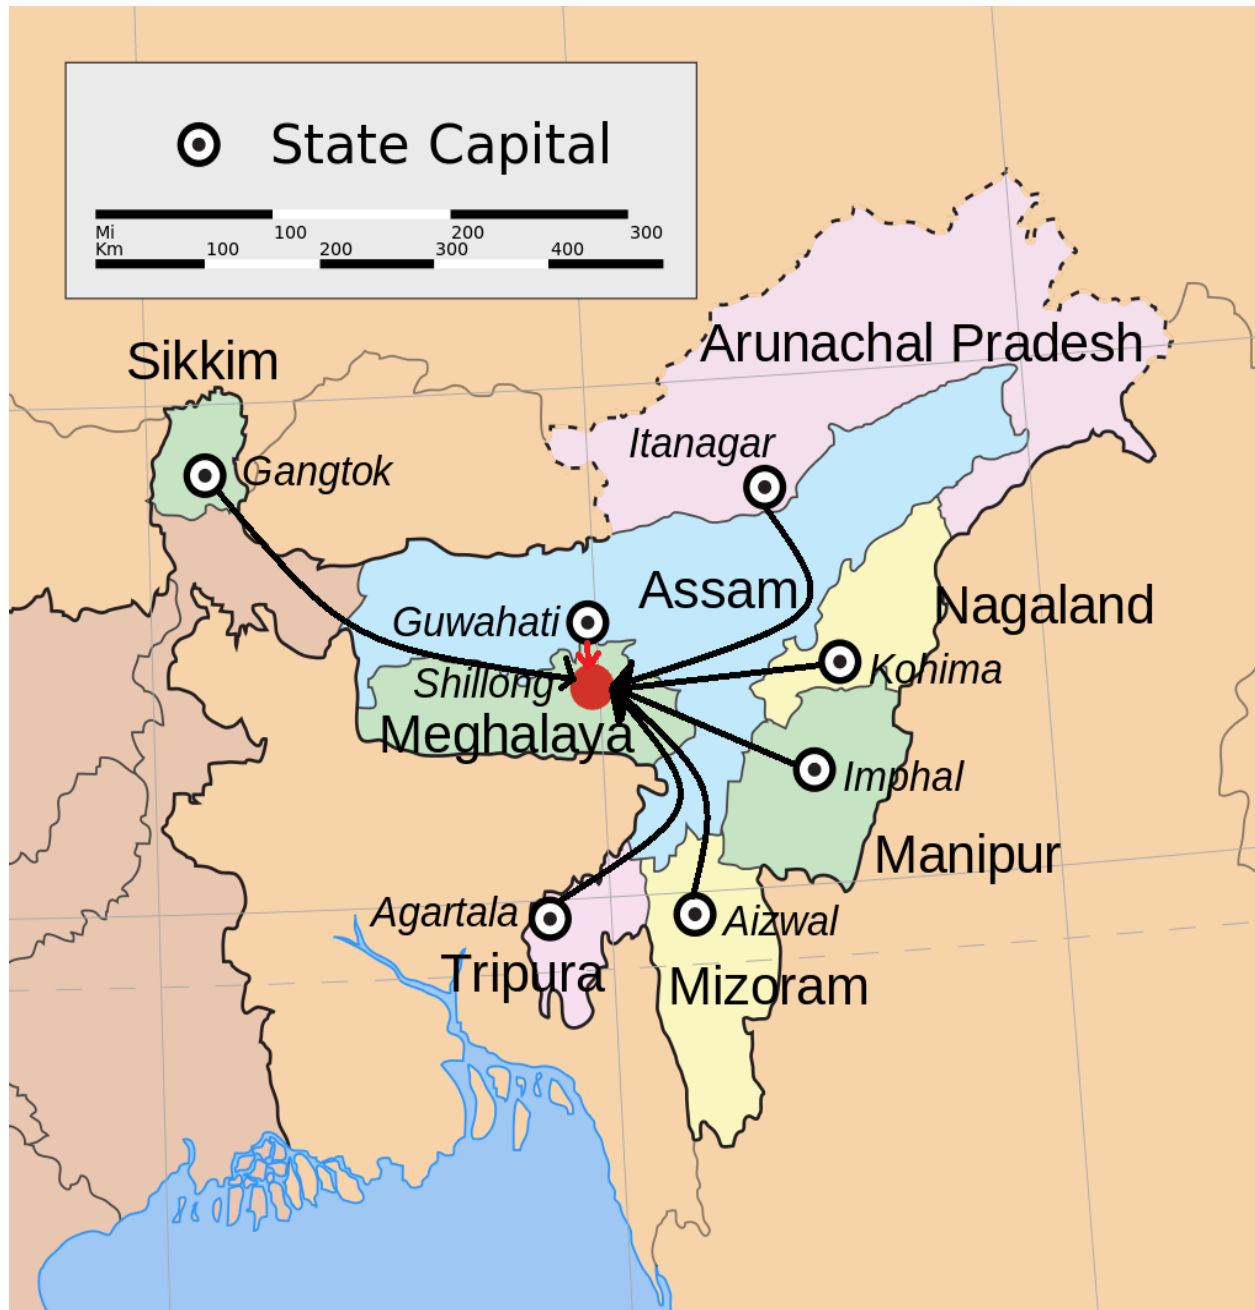 State Capital
Mi 100 200 300
Km 100 200 300 400
Sikkim
Arunachal Pradesh
Itanagar
Gangtok
Assam
Nagaland
Guwahati
Kohima
Shillong
Meghalaya
Imphal
Manipur
Agartala
Aizwal
Tripura
Mizoram